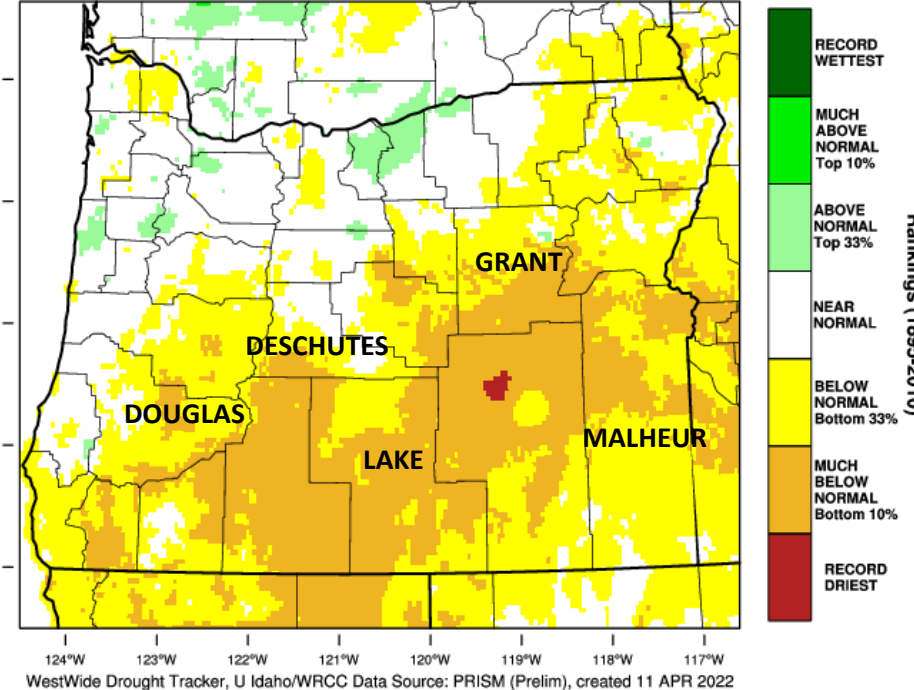 RECORD
WETTEST
MUCH
ABOVE
NORMAL
Top 10%
ABOVE
NORMAL
Top 33%
NEAR
NORMAL
BELOW
NORMAL
Bottom 33%
MUCH
BELOW
NORMAL
Bottom 10%
RECORD
DRIEST
Rankings
GRANT
DESCHUTES
DOUGLAS
MALHEUR
LAKE
124°W 123°W 122°W 121°W 120°W 119°W 118°W 117°W
WestWide Drought Tracker, U Idaho/WRCC Data Source: PRISM (Prelim), created 11 APR 2022